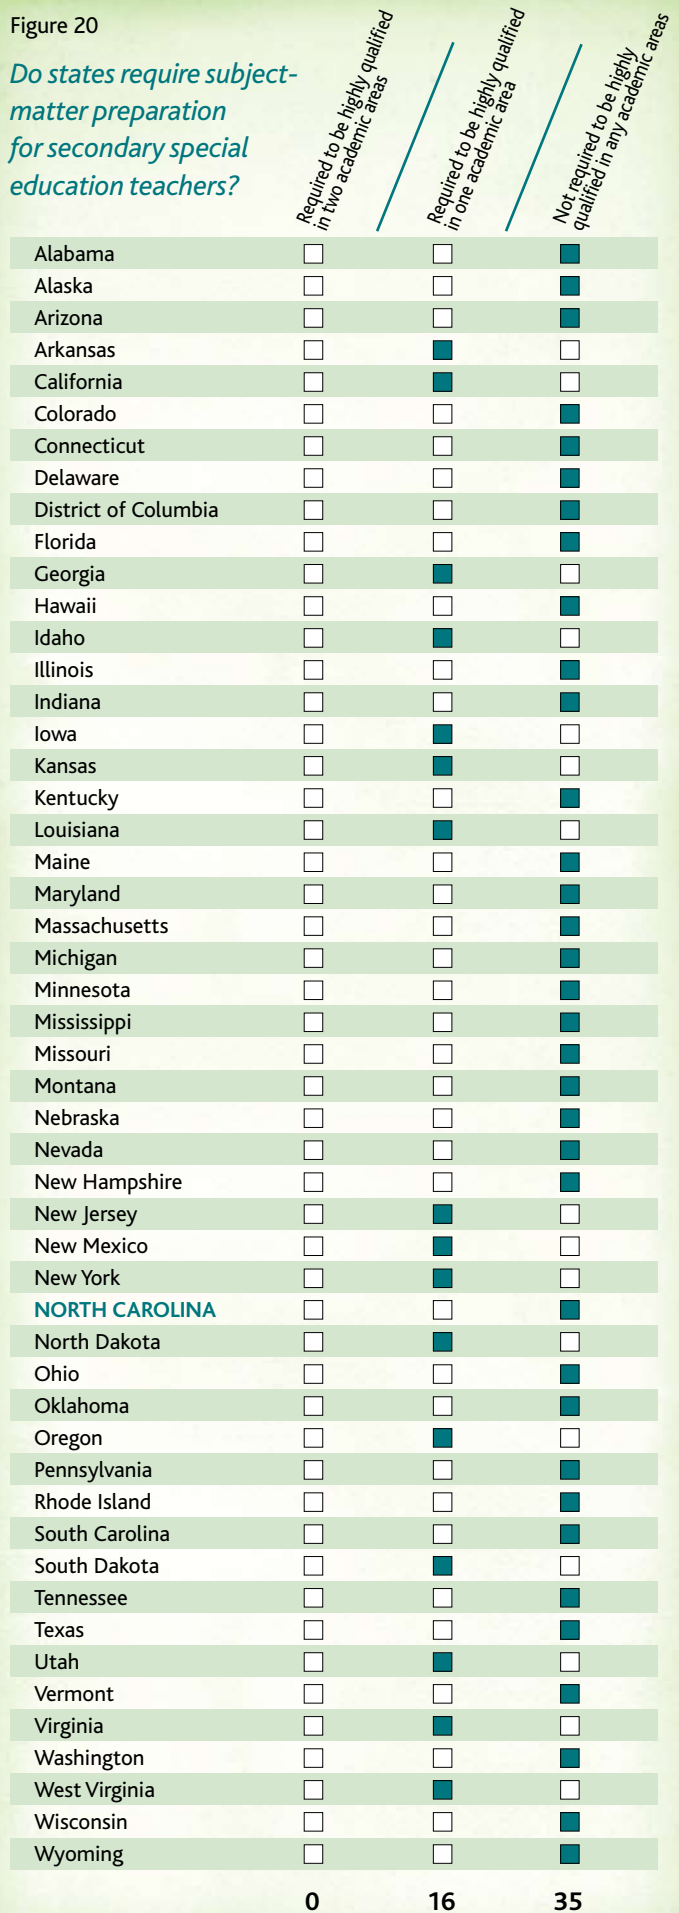 Figure 20
Do states require subject-
matter preparation
for secondary special
education teachers?
Required to be highly qualified
in two academic areas
Required to be highly qualified
in one academic area
Not required to be highly
qualified in any academic areas
Alabama
Alaska
Arizona
Arkansas
California
Colorado
Connecticut
Delaware
District of Columbia
Florida
Georgia
Hawaii
Idaho
Illinois
Indiana
Iowa
Kansas
Kentucky
Louisiana
Maine
Maryland
Massachusetts
Michigan
Minnesota
Mississippi
Missouri
Montana
Nebraska
Nevada
New Hampshire
New Jersey
New Mexico
New York
NORTH CAROLINA
North Dakota
Ohio
Oklahoma
Oregon
Pennsylvania
Rhode Island
South Carolina
South Dakota
Tennessee
Texas
Utah
Vermont
Virginia
Washington
West Virginia
Wisconsin
Wyoming
0 16 35